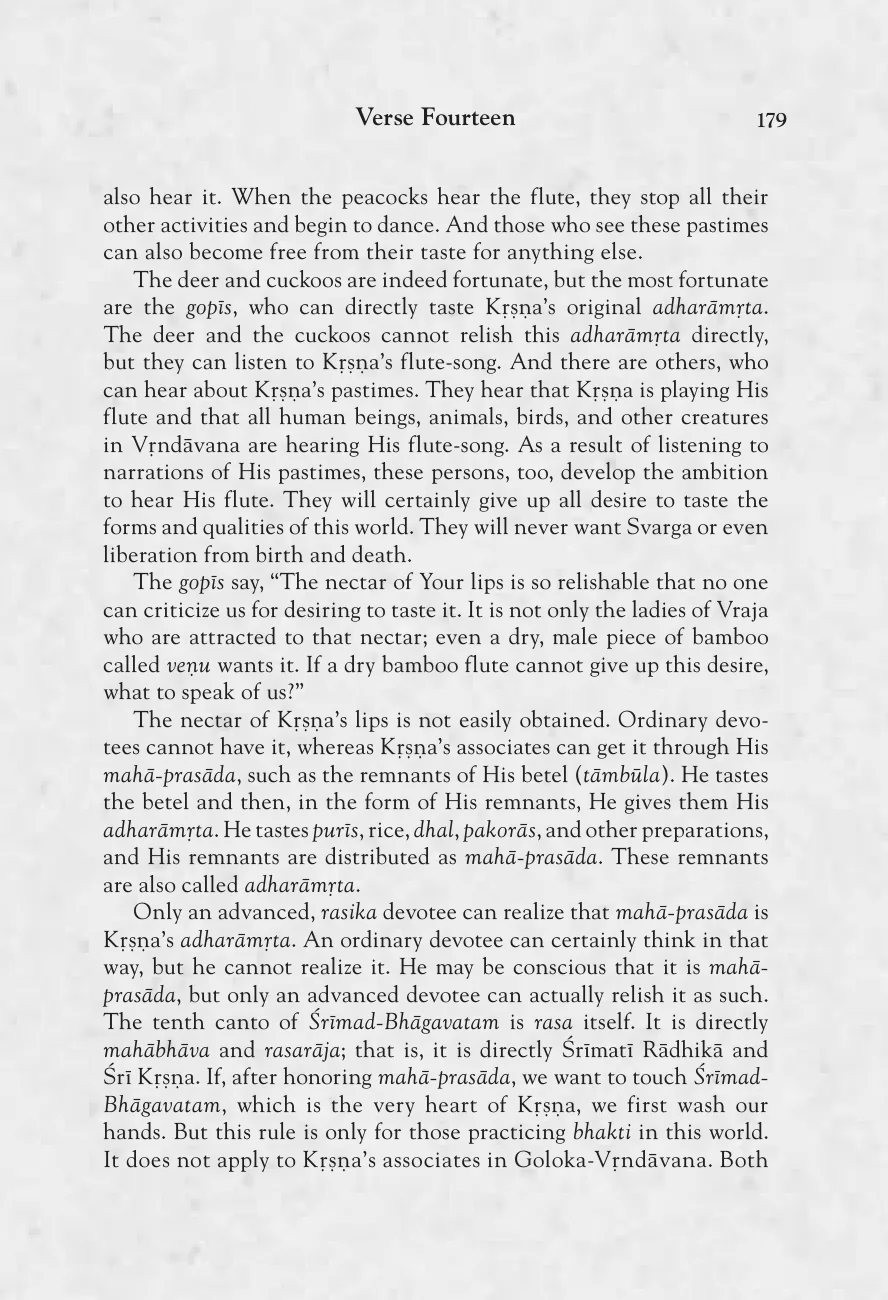 Verse Fourteen 179
also hear it. When the peacocks hear the flute, they stop all their
other activities and begin to dance. And those who see these pastimes
can also become free from their taste for anything else.
The deer and cuckoos are indeed fortunate, but the most fortunate
are the gopīs, who can directly taste Kṛṣṇa’s original adharāmṛta.
The deer and the cuckoos cannot relish this adharāmṛta directly,
but they can listen to Kṛṣṇa’s flute-song. And there are others, who
can hear about Kṛṣṇa’s pastimes. They hear that Kṛṣṇa is playing His
flute and that all human beings, animals, birds, and other creatures
in Vṛndāvana are hearing His flute-song. As a result of listening to
narrations of His pastimes, these persons, too, develop the ambition
to hear His flute. They will certainly give up all desire to taste the
forms and qualities of this world. They will never want Svarga or even
liberation from birth and death.
The gopīs say, “The nectar of Your lips is so relishable that no one
can criticize us for desiring to taste it. It is not only the ladies of Vraja
who are attracted to that nectar; even a dry, male piece of bamboo
called veṇu wants it. If a dry bamboo flute cannot give up this desire,
what to speak of us?”
The nectar of Kṛṣṇa’s lips is not easily obtained. Ordinary devo-
tees cannot have it, whereas Kṛṣṇa’s associates can get it through His
mahā-prasāda, such as the remnants of His betel (tāmbūla). He tastes
the betel and then, in the form of His remnants, He gives them His
adharāmṛta. He tastes purīs, rice, dhal, pakorās, and other preparations,
and His remnants are distributed as mahā-prasāda. These remnants
are also called adharāmṛta.
Only an advanced, rasika devotee can realize that mahā-prasāda is
Kṛṣṇa’s adharāmṛta. An ordinary devotee can certainly think in that
way, but he cannot realize it. He may be conscious that it is mahā-
prasāda, but only an advanced devotee can actually relish it as such.
The tenth canto of Śrīmad-Bhāgavatam is rasa itself. It is directly
mahābhāva and rasarāja; that is, it is directly Śrīmatī Rādhikā and
Śrī Kṛṣṇa. If, after honoring mahā-prasāda, we want to touch Śrīmad-
Bhāgavatam, which is the very heart of Kṛṣṇa, we first wash our
hands. But this rule is only for those practicing bhakti in this world.
It does not apply to Kṛṣṇa’s associates in Goloka-Vṛndāvana. Both